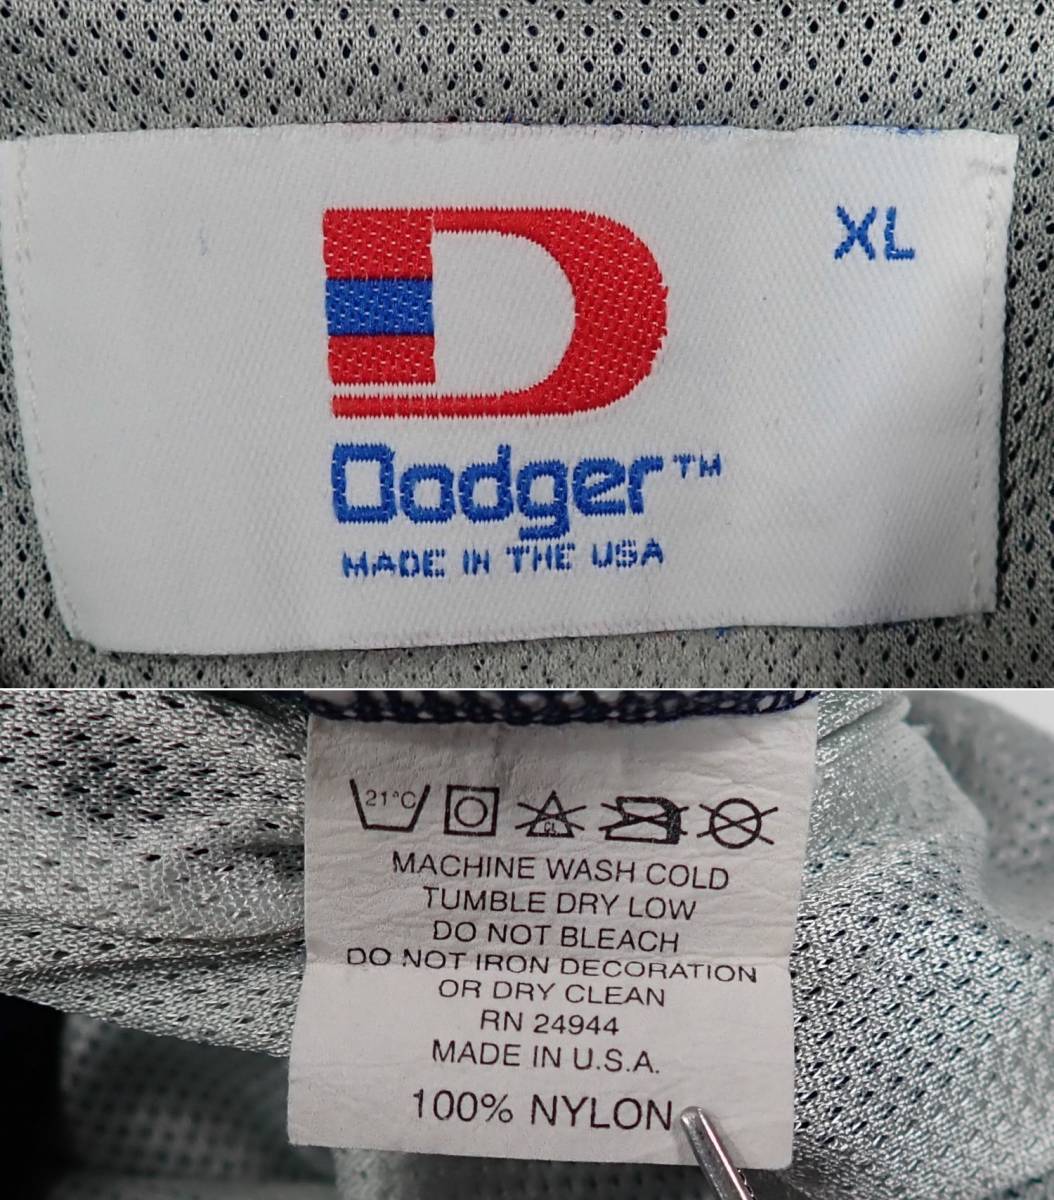 XL
Dodger™
MADE IN THE USA
21°C
CL
MACHINE WASH COLD
TUMBLE DRY LOW
DO NOT BLEACH
DO NOT IRON DECORATION
OR DRY CLEAN
RN 24944
MADE IN U.S.A.
100% NYLON